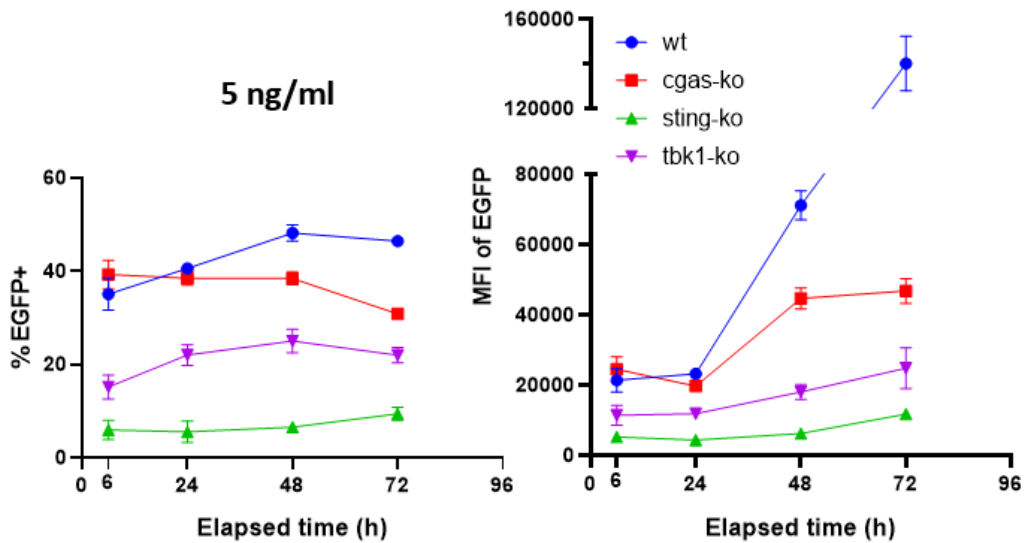 5 ng/ml
60
40
20
0
% EGFP+
0 6 24 48 72 96
Elapsed time (h)
160000
120000
80000
60000
40000
20000
0
MFI of EGFP
wt
cgas-ko
sting-ko
tbk1-ko
0 6 24 48 72 96
Elapsed time (h)